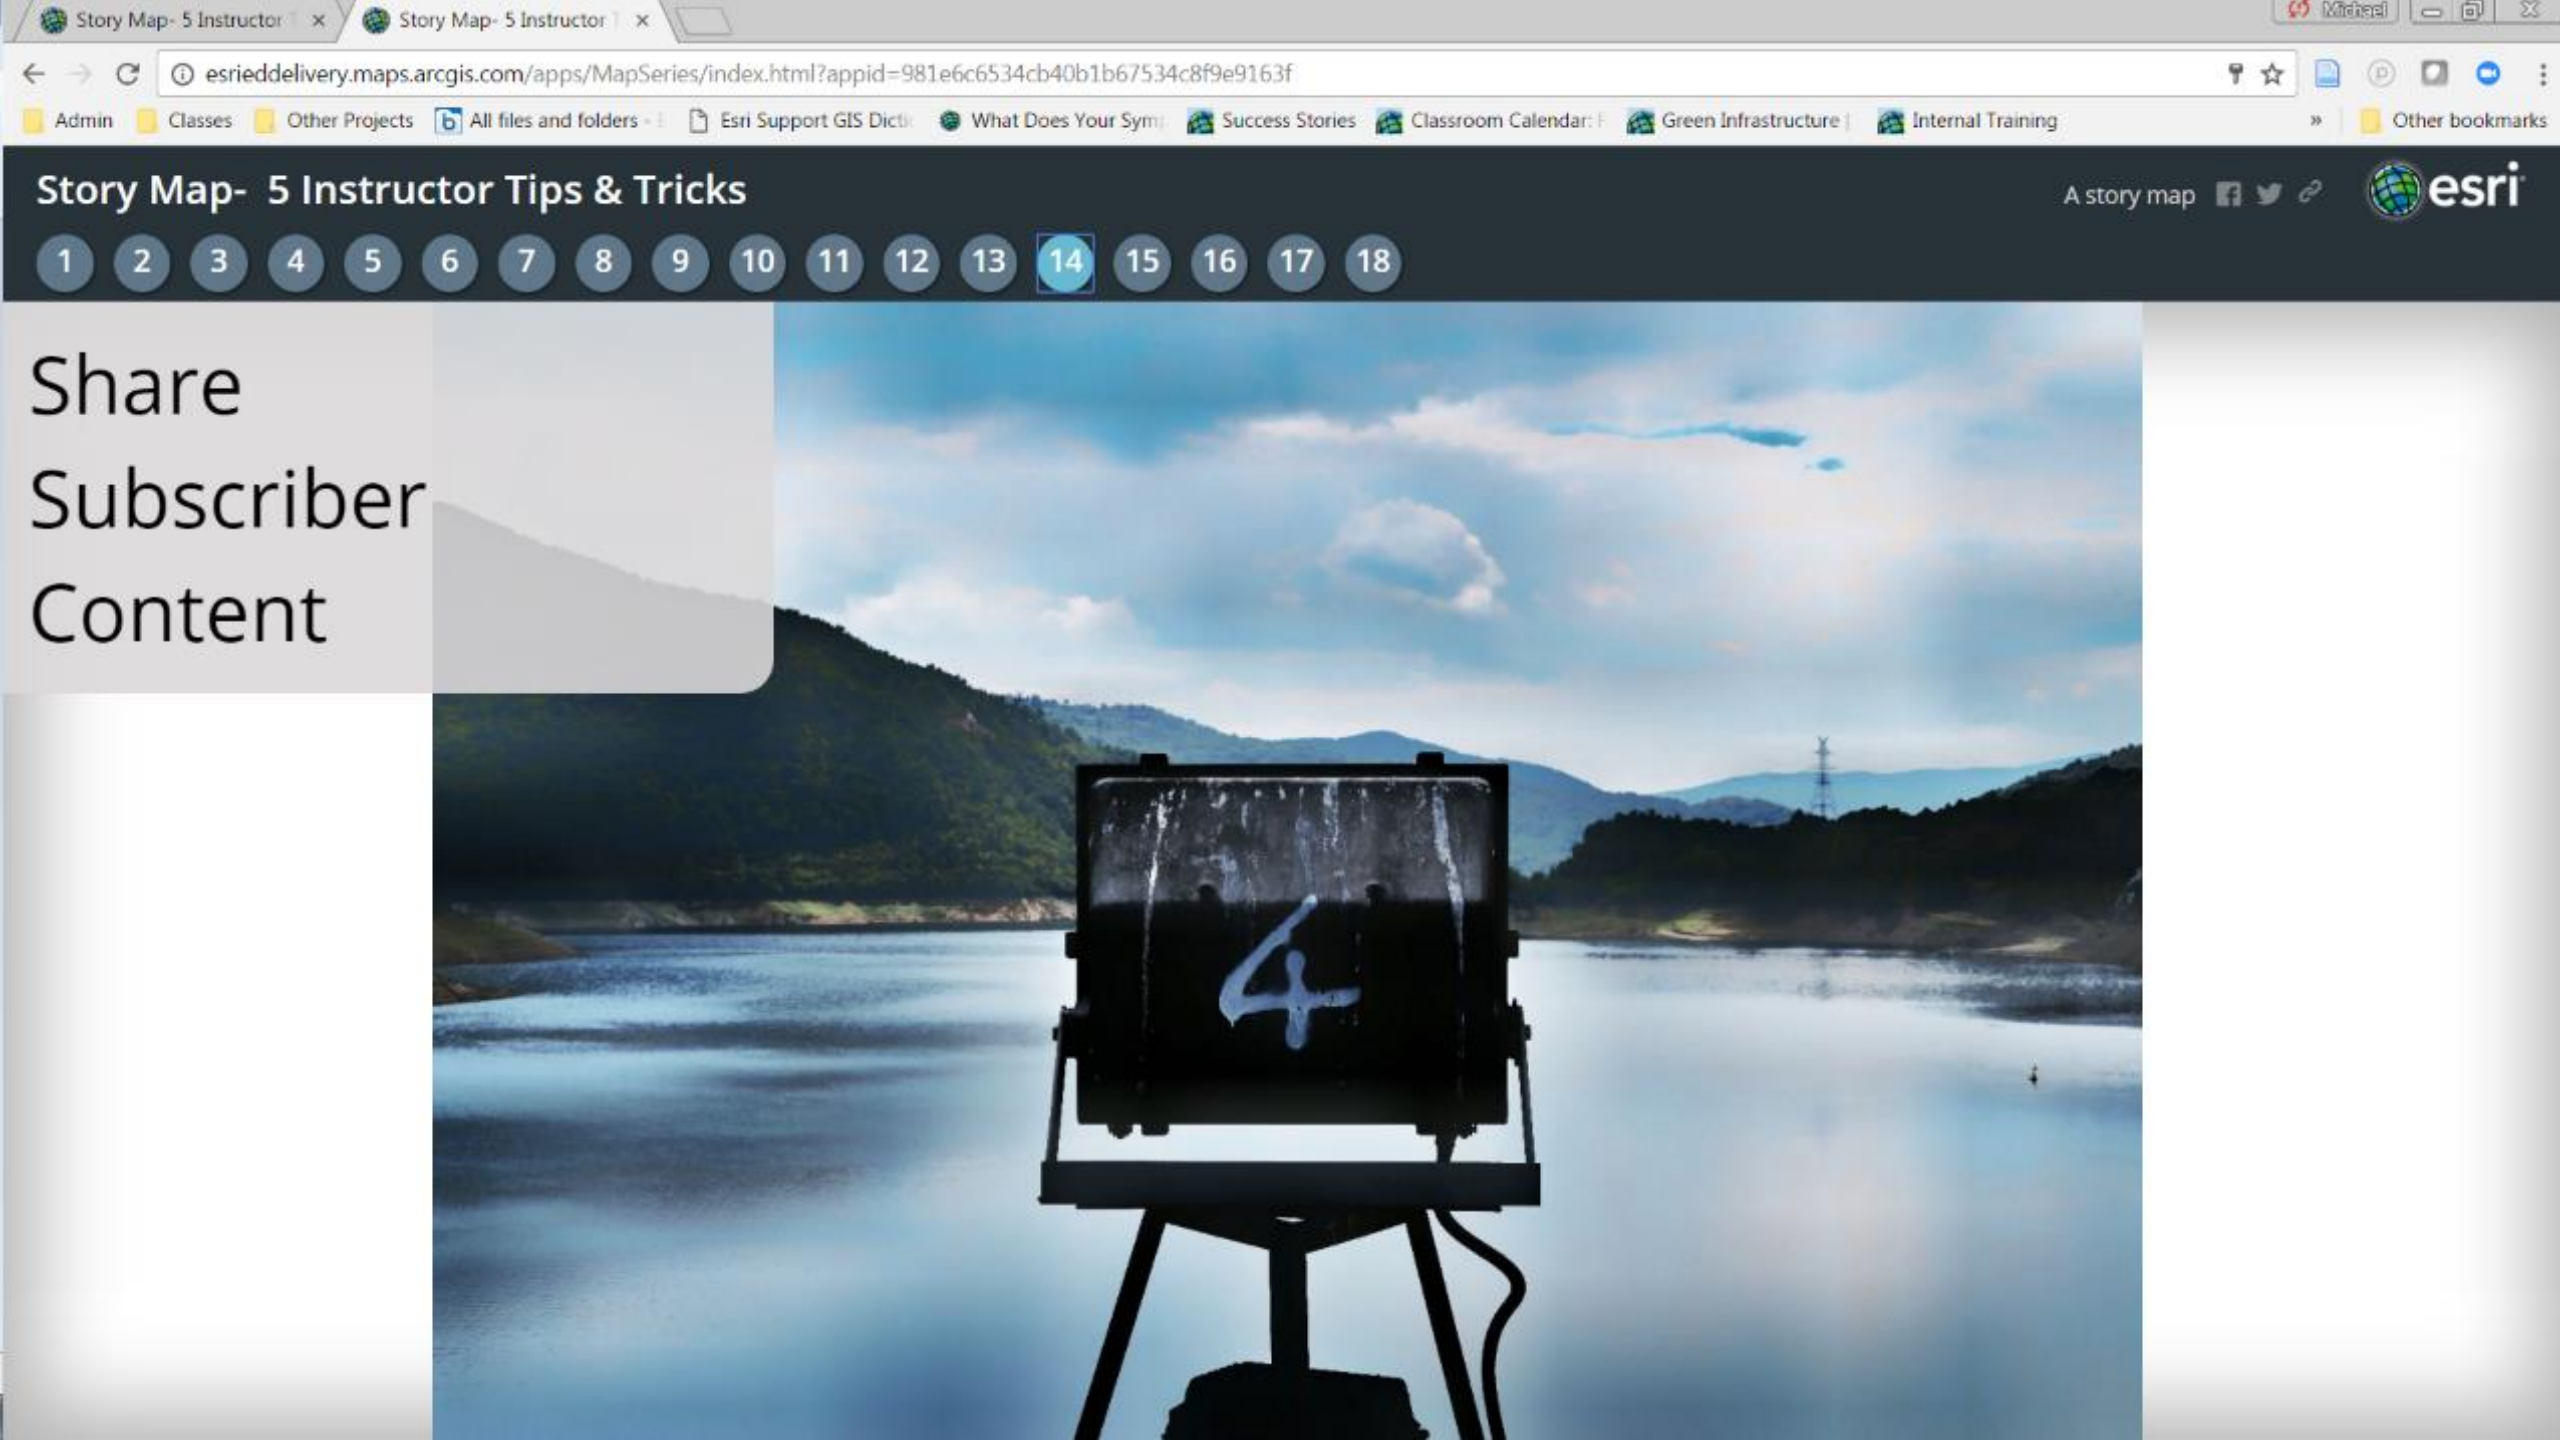 Story Map- 5 Instructor
Story Map- 5 Instructor
Michael
esrieddelivery.maps.arcgis.com/apps/MapSeries/index.html?appid=981e6c6534cb40b1b67534c8f9e9163f
Admin Classes Other Projects All files and folders - Esri Support GIS Dicti What Does Your Sym Success Stories Classroom Calendar: Green Infrastructure | Internal Training » Other bookmarks
Story Map-  5 Instructor Tips & Tricks
A story map esri
1 2 3 4 5 6 7 8 9 10 11 12 13 14 15 16 17 18
Share
Subscriber
Content
4